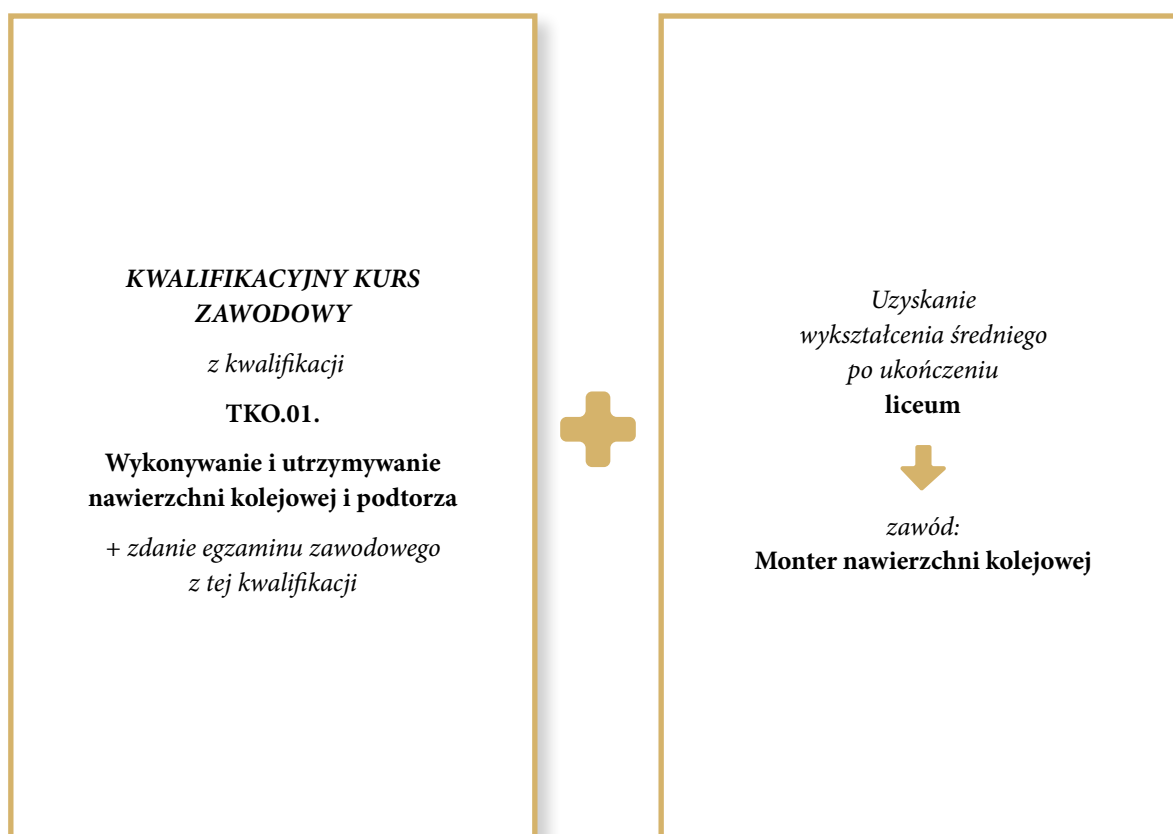 KWALIFIKACYJNY KURS
ZAWODOWY
z kwalifikacji
TKO.01.
Wykonywanie i utrzymywanie
nawierzchni kolejowej i podtorza
+ zdanie egzaminu zawodowego
z tej kwalifikacji
Uzyskanie
wykształcenia średniego
po ukończeniu
liceum
zawód:
Monter nawierzchni kolejowej